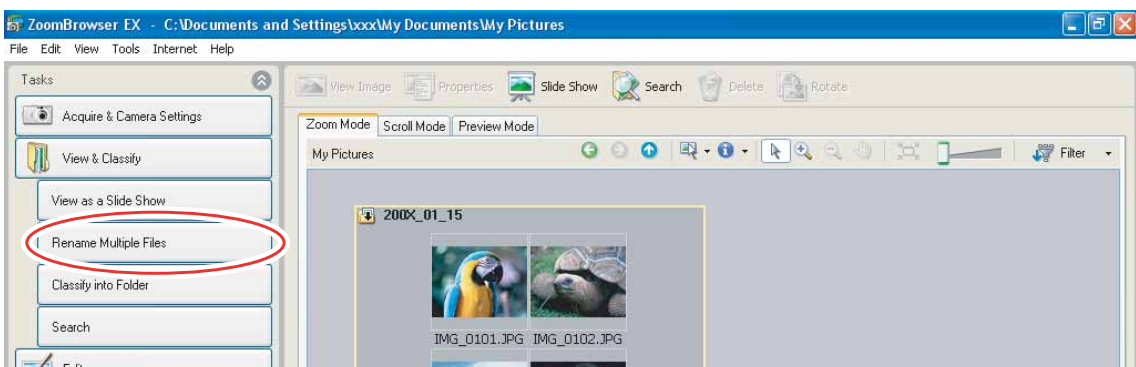 ZoomBrowser EX - C:\Documents and Settings\xxx\My Documents\My Pictures
File Edit View Tools Internet Help
Tasks
View Image Properties Slide Show Search Delete Rotate
Acquire & Camera Settings
Zoom Mode Scroll Mode Preview Mode
View & Classify
My Pictures Filter
View as a Slide Show
200X_01_15
Rename Multiple Files
Classify into Folder
Search
IMG_0101.JPG IMG_0102.JPG